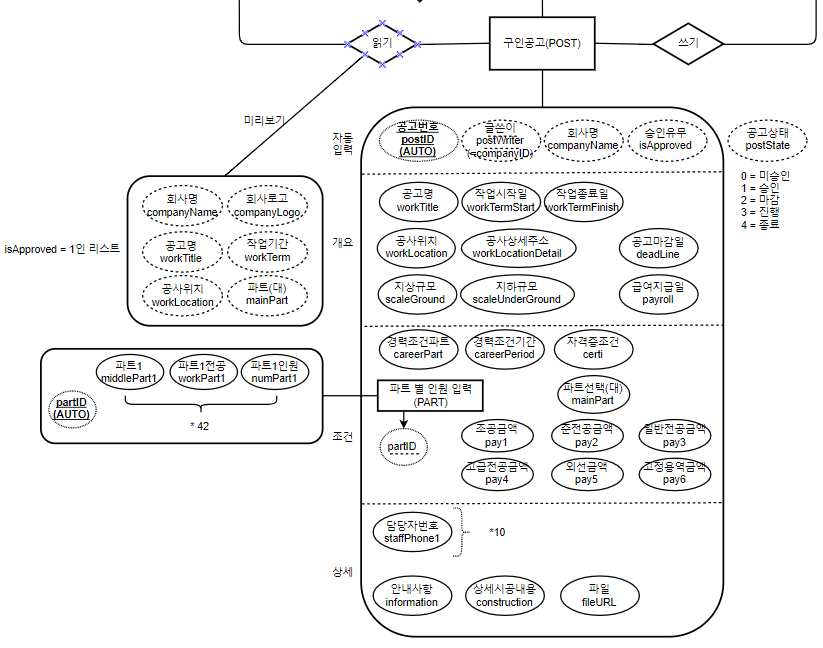 읽기
구인공고(POST)
쓰기
미리보기
자동
입력
공고번호
postID
(AUTO)
글쓴이
postWriter
(=companyID)
회사명
companyName
승인유무
isApproved
공고상태
postState
0 = 미승인
1 = 승인
2 = 마감
3 = 진행
4 = 종료
isApproved = 1인 리스트
회사명
companyName
회사로고
companyLogo
공고명
workTitle
작업기간
workTerm
공사위치
workLocation
파트(대)
mainPart
개요
공고명
workTitle
작업시작일
workTermStart
작업종료일
workTermFinish
공사위치
workLocation
공사상세주소
workLocationDetail
공고마감일
deadLine
지상규모
scaleGround
지하규모
scaleUnderGround
급여지급일
payroll
경력조건파트
careerPart
경력조건기간
careerPeriod
자격증조건
certi
파트1
middlePart1
파트1전공
workPart1
파트1인원
numPart1
partID
(AUTO)
* 42
파트 별 인원 입력
(PART)
파트선택(대)
mainPart
조건
partID
조공금액
pay1
준전공금액
pay2
일반전공금액
pay3
고급전공금액
pay4
외선금액
pay5
고정용역금액
pay6
담당자번호
staffPhone1
*10
상세
안내사항
information
상세시공내용
construction
파일
fileURL